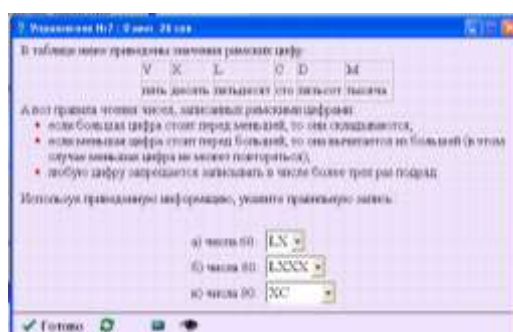 Упражнение №7 : 0 мин. 26 сек
В таблице ниже приведены значения римских цифр:
V X L C D M
пять десять пятьдесят сто пятьсот тысяча
А вот правила чтения чисел, записанных римскими цифрами:
если большая цифра стоит перед меньшей, то они складываются,
если меньшая цифра стоит перед большей, то она вычитается из большей (в этом
случае меньшая цифра не может повторяться),
любую цифру запрещается записывать в числе более трех раз подряд.
Используя приведенную информацию, укажите правильную запись:
а) числа 60: LX
б) числа 80: LXXX
в) числа 90: XC
Готово